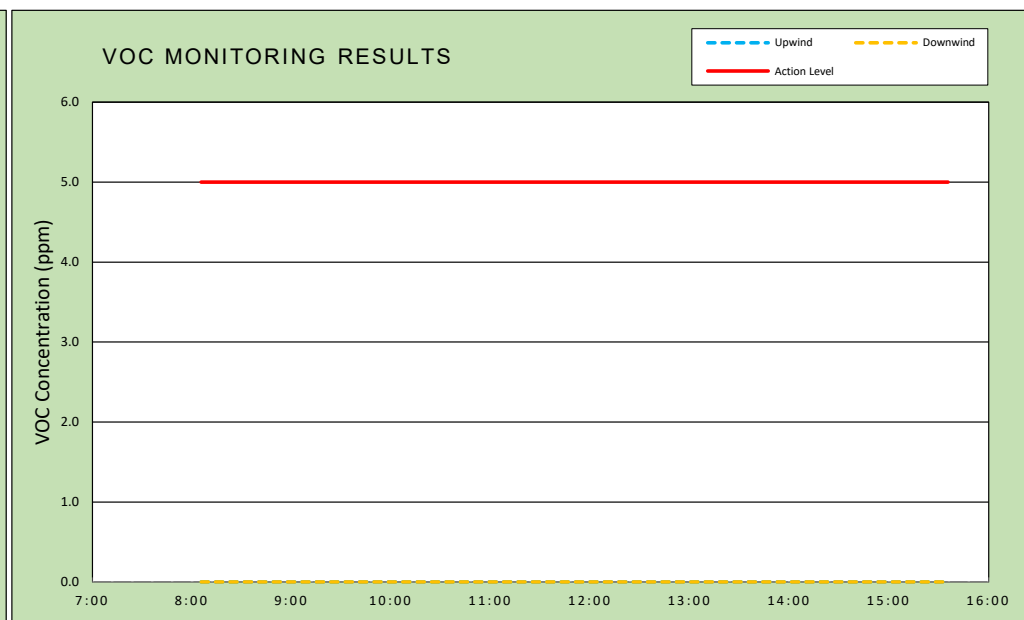 VOC MONITORING RESULTS
Upwind
Downwind
Action Level
VOC Concentration (ppm)
6.0
5.0
4.0
3.0
2.0
1.0
0.0
7:00 8:00 9:00 10:00 11:00 12:00 13:00 14:00 15:00 16:00